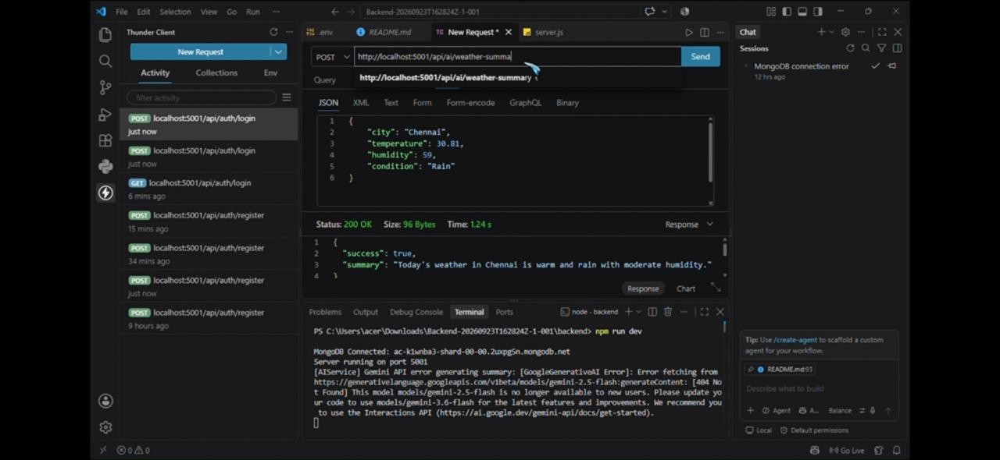 File Edit Selection View Go Run ···
Backend-20260923T162824Z-1-001
Thunder Client
New Request
Activity Collections Env
filter activity
POST localhost:5001/api/auth/login
just now
POST localhost:5001/api/auth/login
just now
GET localhost:5001/api/auth/login
6 mins ago
POST localhost:5001/api/auth/register
15 mins ago
POST localhost:5001/api/auth/register
34 mins ago
POST localhost:5001/api/auth/register
just now
POST localhost:5001/api/auth/register
9 hours ago
.env README.md TC New Request * server.js
POST http://localhost:5001/api/ai/weather-summa Send
http://localhost:5001/api/ai/weather-summary
Query
JSON XML Text Form Form-encode GraphQL Binary
1 {
2 "city": "Chennai",
3 "temperature": 30.81,
4 "humidity": 59,
5 "condition": "Rain"
6 }
Status: 200 OK Size: 96 Bytes Time: 1.24 s Response
1 {
2 "success": true,
3 "summary": "Today's weather in Chennai is warm and rain with moderate humidity."
4 }
Response Chart
Problems Output Debug Console Terminal Ports node - backend
PS C:\Users\acer\Downloads\Backend-20260923T162824Z-1-001\backend> npm run dev
MongoDB Connected: ac-k1wnba3-shard-00-00.2uxpg5n.mongodb.net
Server running on port 5001
[AIService] Gemini API error generating summary: [GoogleGenerativeAI Error]: Error fetching from
https://generativelanguage.googleapis.com/v1beta/models/gemini-2.5-flash:generateContent: [404 No
t Found] This model models/gemini-2.5-flash is no longer available to new users. Please update yo
ur code to use models/gemini-3.6-flash for the latest features and improvements. We recommend you
to use the Interactions API (https://ai.google.dev/gemini-api/docs/get-started).
Chat
Sessions
MongoDB connection error
12 hrs ago
Tip: Use /create-agent to scaffold a custom
agent for your workflow.
README.md:93
Describe what to build
Agent A... Balance
Local Default permissions
0 0
Go Live